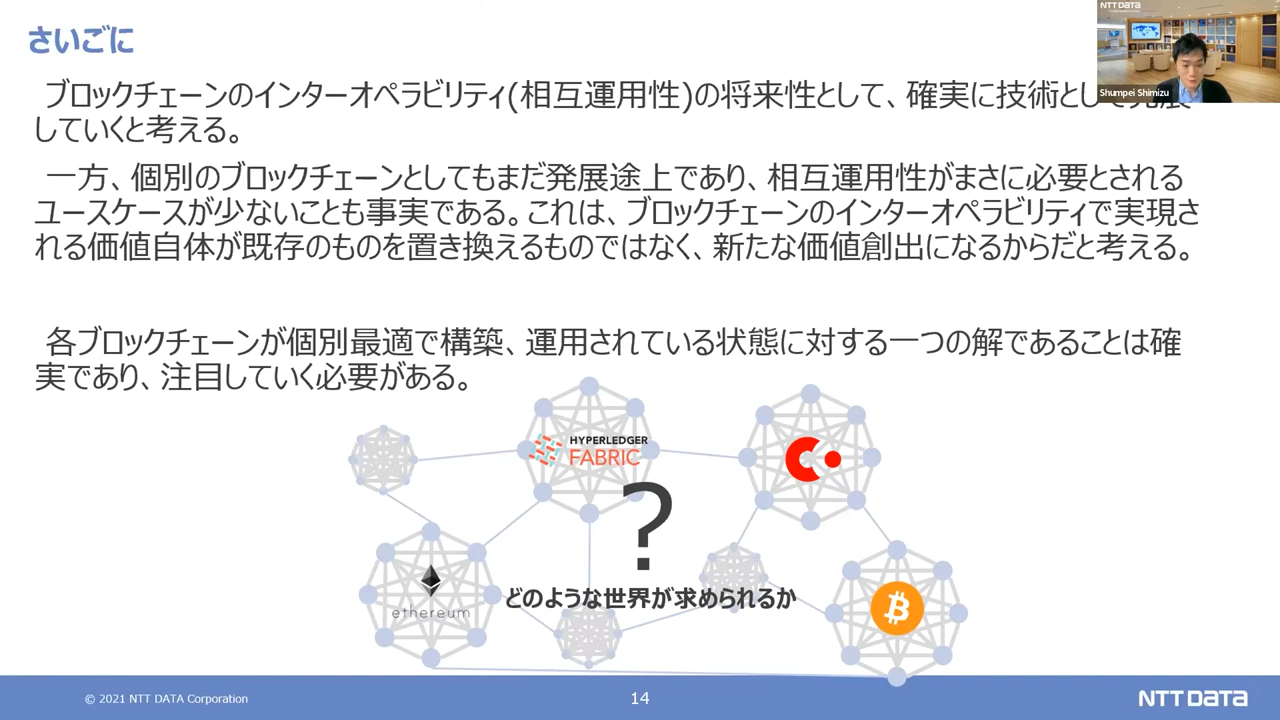 さいごに
NTT DATA
Shumpei Shimizu
ブロックチェーンのインターオペラビリティ(相互運用性)の将来性として、確実に技術として
していくと考える。
一方、個別のブロックチェーンとしてもまだ発展途上であり、相互運用性がまさに必要とされる
ユースケースが少ないことも事実である。これは、ブロックチェーンのインターオペラビリティで実現さ
れる価値自体が既存のものを置き換えるものではなく、新たな価値創出になるからだと考える。
各ブロックチェーンが個別最適で構築、運用されている状態に対する一つの解であることは確
実であり、注目していく必要がある。
HYPERLEDGER
FABRIC
?
ethereum
どのような世界が求められるか
© 2021 NTT DATA Corporation
14
NTT DATA